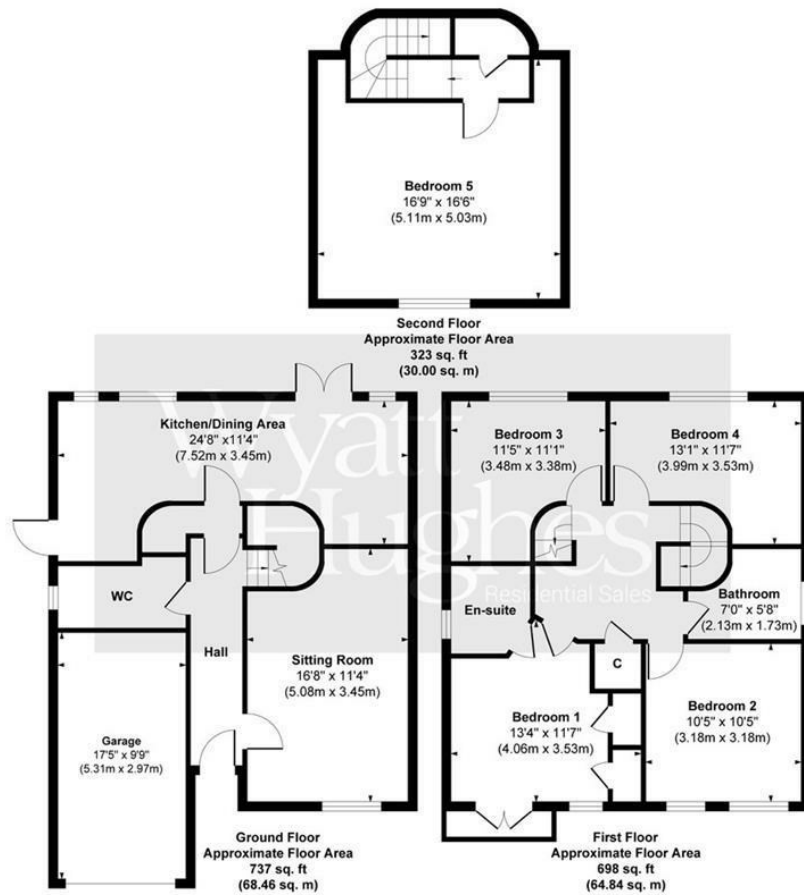 Bedroom 5
16'9" x 16'6"
(5.11m x 5.03m)
Second Floor
Approximate Floor Area
323 sq. ft
(30.00 sq. m)
Wyatt
Hughes
Residential Sales
Kitchen/Dining Area
24'8" x11'4"
(7.52m x 3.45m)
WC
Hall
Sitting Room
16'8" x 11'4"
(5.08m x 3.45m)
Garage
17'5" x 9'9"
(5.31m x 2.97m)
Ground Floor
Approximate Floor Area
737 sq. ft
(68.46 sq. m)
Bedroom 3
11'5" x 11'1"
(3.48m x 3.38m)
Bedroom 4
13'1" x 11'7"
(3.99m x 3.53m)
En-suite
Bathroom
7'0" x 5'8"
(2.13m x 1.73m)
C
Bedroom 1
13'4" x 11'7"
(4.06m x 3.53m)
Bedroom 2
10'5" x 10'5"
(3.18m x 3.18m)
First Floor
Approximate Floor Area
698 sq. ft
(64.84 sq. m)